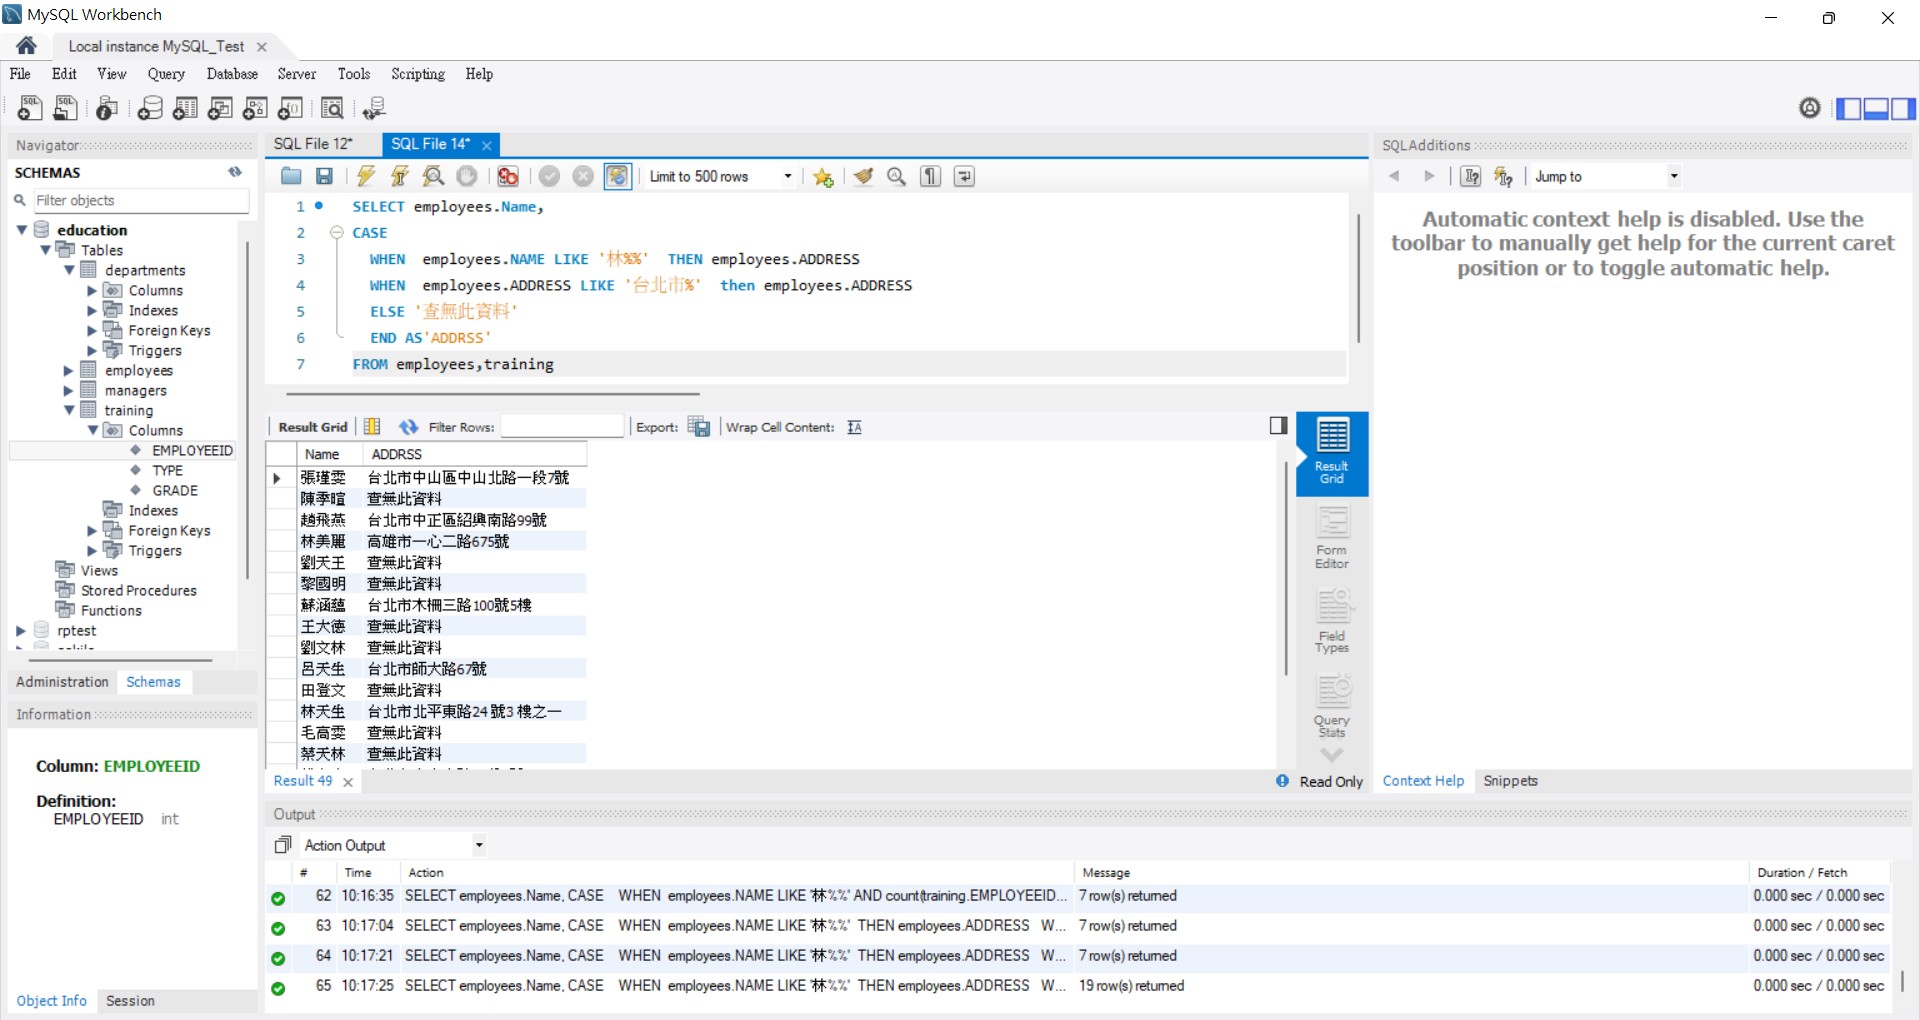 MySQL Workbench
Local instance MySQL_Test
File Edit View Query Database Server Tools Scripting Help
Navigator
SCHEMAS
Filter objects
education
Tables
departments
Columns
Indexes
Foreign Keys
Triggers
employees
managers
training
Columns
EMPLOYEEID
TYPE
GRADE
Indexes
Foreign Keys
Triggers
Views
Stored Procedures
Functions
rptest
Administration Schemas
Information
Column: EMPLOYEEID
Definition:
EMPLOYEEID int
Object Info Session
SQL File 12* SQL File 14*
Limit to 500 rows
1 SELECT employees.Name,
2 CASE
3 WHEN employees.NAME LIKE '林%%' THEN employees.ADDRESS
4 WHEN employees.ADDRESS LIKE '台北市%' then employees.ADDRESS
5 ELSE '查無此資料'
6 END AS'ADDRSS'
7 FROM employees,training
Result Grid Filter Rows: Export: Wrap Cell Content:
Name ADDRSS
張瑾雯 台北市中山區中山北路一段7號
陳季暄 查無此資料
趙飛燕 台北市中正區紹興南路99號
林美麗 高雄市一心二路675號
劉天王 查無此資料
黎國明 查無此資料
蘇涵蘊 台北市木柵三路100號5樓
王大德 查無此資料
劉文林 查無此資料
呂天生 台北市師大路67號
田登文 查無此資料
林天生 台北市北平東路24號3樓之一
毛高雯 查無此資料
蔡天林 查無此資料
Result Grid
Form Editor
Field Types
Query Stats
Result 49
Read Only
SQLAdditions
Jump to
Automatic context help is disabled. Use the
toolbar to manually get help for the current caret
position or to toggle automatic help.
Context Help Snippets
Output
Action Output
# Time Action Message Duration / Fetch
62 10:16:35 SELECT employees.Name, CASE WHEN employees.NAME LIKE '林%%' AND count(training.EMPLOYEEID... 7 row(s) returned 0.000 sec / 0.000 sec
63 10:17:04 SELECT employees.Name, CASE WHEN employees.NAME LIKE '林%%' THEN employees.ADDRESS W... 7 row(s) returned 0.000 sec / 0.000 sec
64 10:17:21 SELECT employees.Name, CASE WHEN employees.NAME LIKE '林%%' THEN employees.ADDRESS W... 7 row(s) returned 0.000 sec / 0.000 sec
65 10:17:25 SELECT employees.Name, CASE WHEN employees.NAME LIKE '林%%' THEN employees.ADDRESS W... 19 row(s) returned 0.000 sec / 0.000 sec